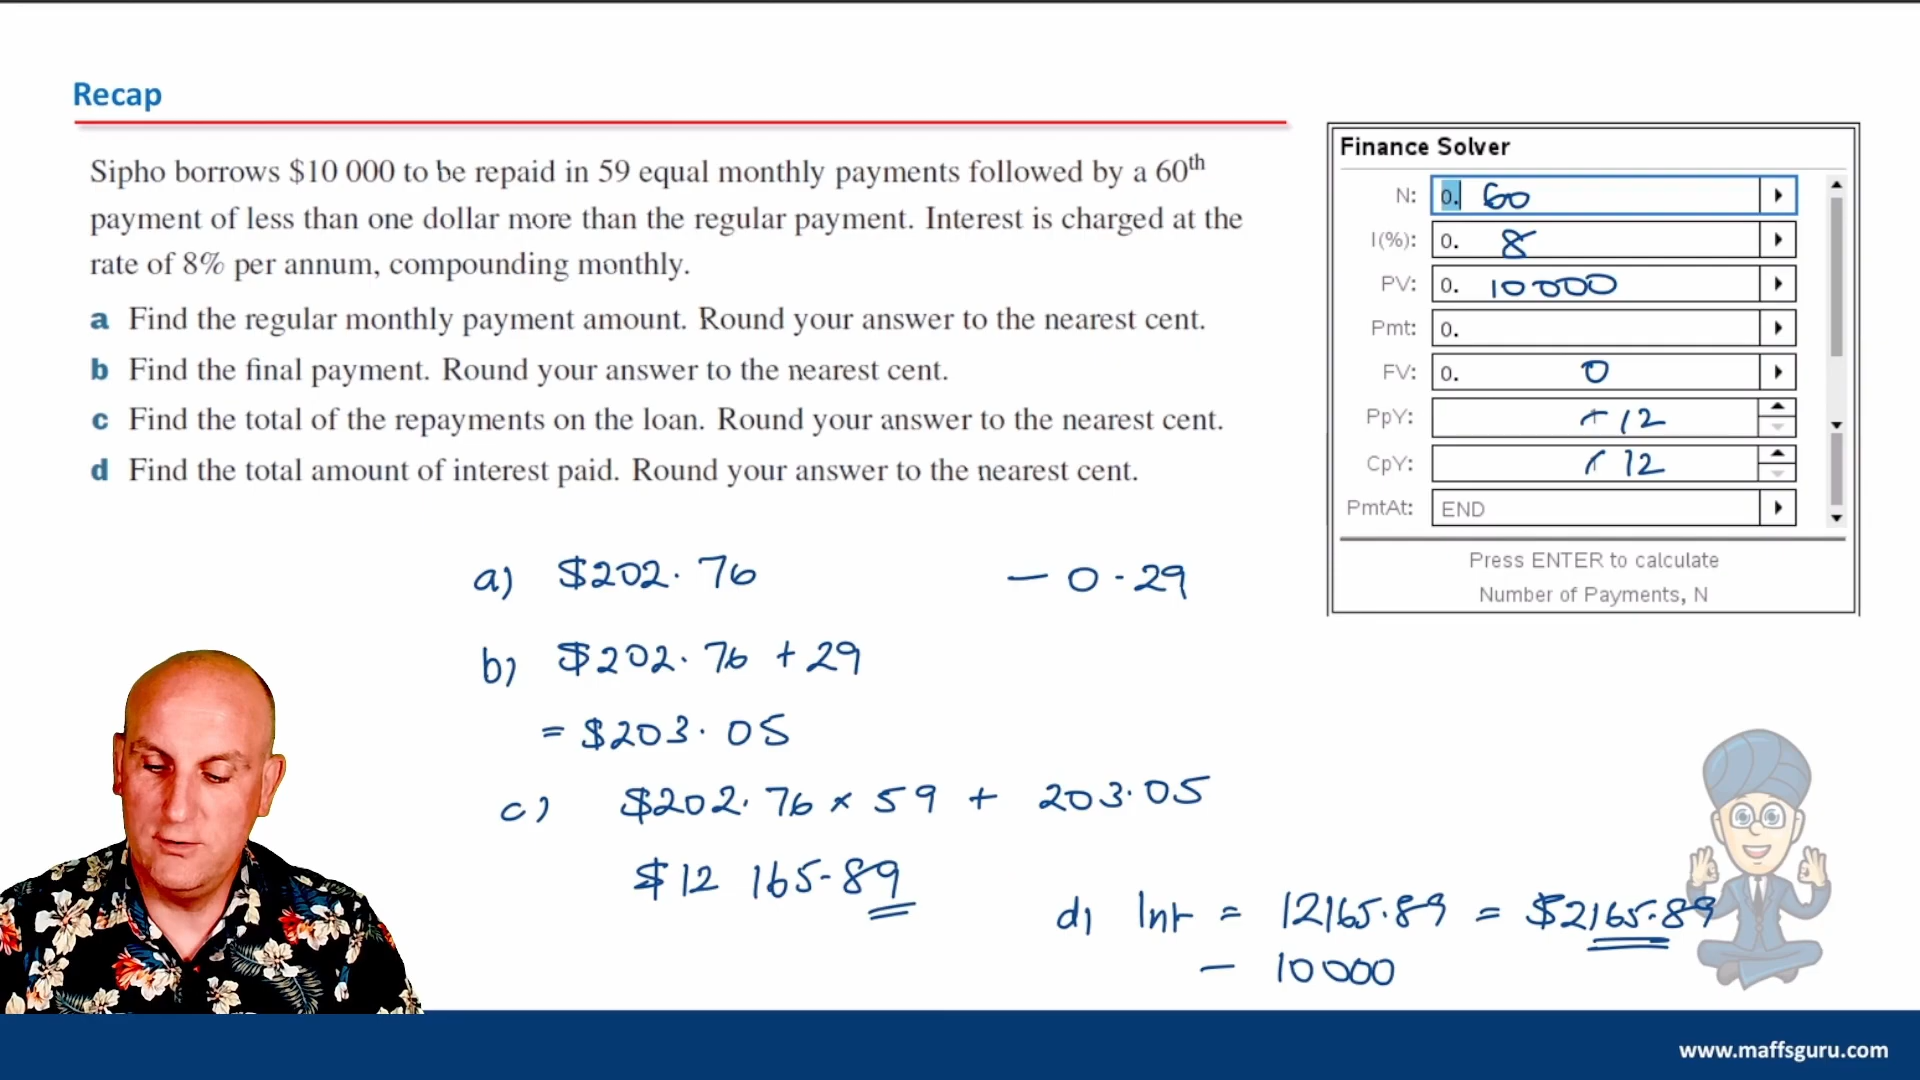 Recap
Sipho borrows $10 000 to be repaid in 59 equal monthly payments followed by a 60th
payment of less than one dollar more than the regular payment. Interest is charged at the
rate of 8% per annum, compounding monthly.
a Find the regular monthly payment amount. Round your answer to the nearest cent.
b Find the final payment. Round your answer to the nearest cent.
c Find the total of the repayments on the loan. Round your answer to the nearest cent.
d Find the total amount of interest paid. Round your answer to the nearest cent.
Finance Solver
N: 0. 60
I(%): 0. 8
PV: 0. 10000
Pmt: 0.
FV: 0. 0
PpY: 12
CpY: 12
PmtAt: END
Press ENTER to calculate
Number of Payments, N
a) $202.76 - 0.29
b) $202.76 + 29
= $203.05
c) $202.76 × 59 + 203.05
$12 165.89
d) Int = 12165.89 = $2165.89
- 10000
www.maffsguru.com